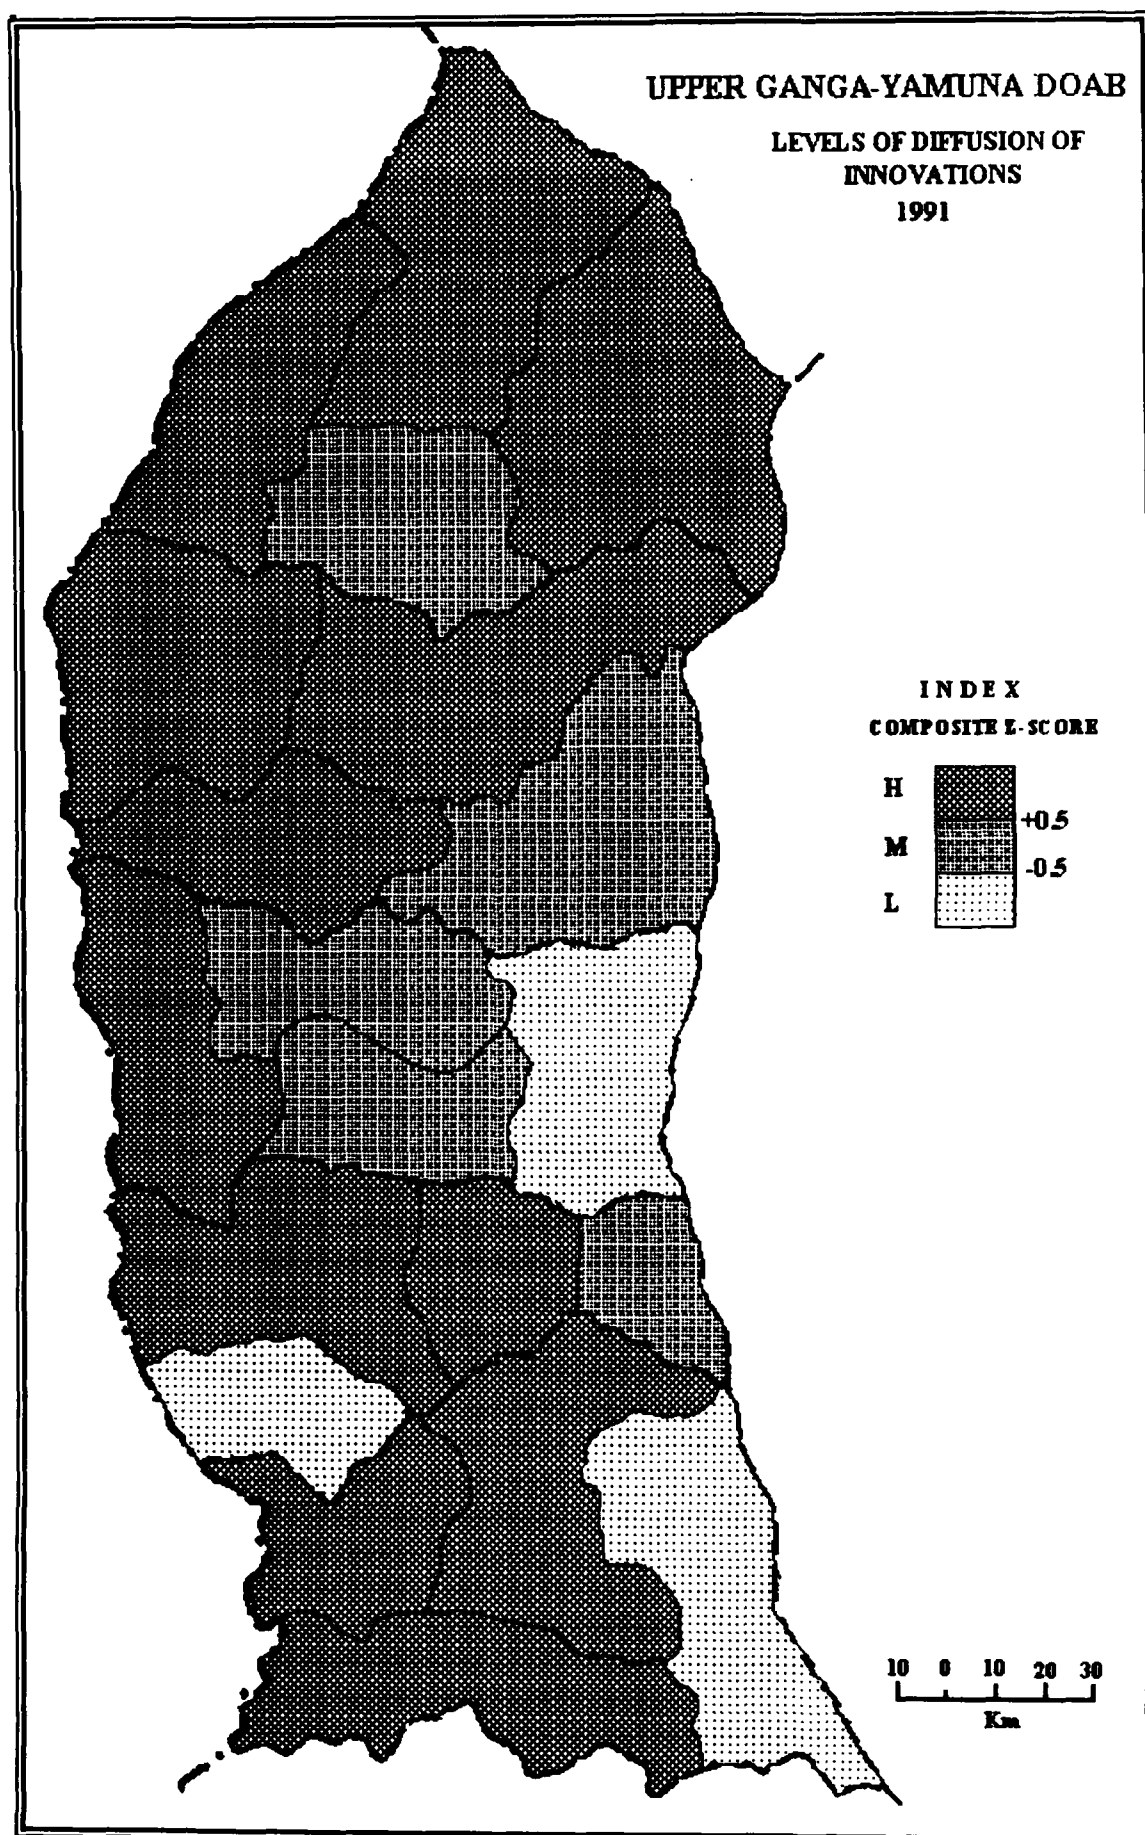 UPPER GANGA-YAMUNA DOAB
LEVELS OF DIFFUSION OF
INNOVATIONS
1991
INDEX
COMPOSITE Z-SCORE
H
+0.5
M
-0.5
L
10 0 10 20 30
Km